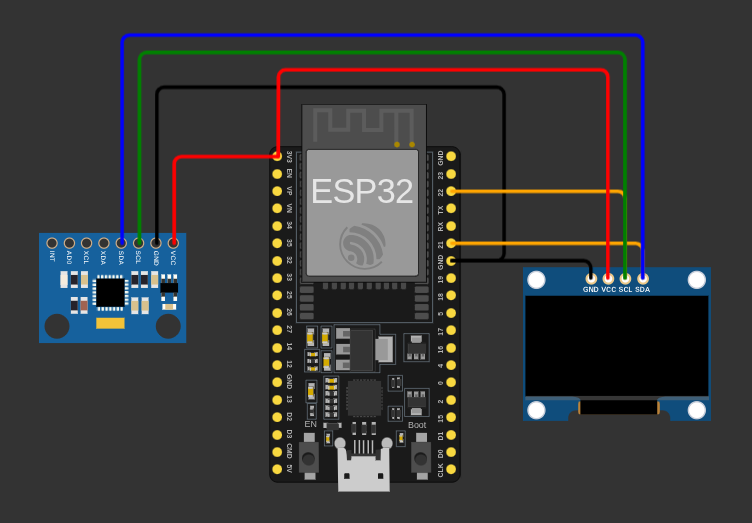 ESP32
3V3
EN
VP
VN
34
35
32
33
25
26
27
14
12
GND
13
D2
D3
CMD
5V
GND
23
22
TX
RX
21
GND
19
18
5
17
16
4
0
2
15
D1
D0
CLK
EN
Boot
INT
AD0
XCL
XDA
SDA
SCL
GND
VCC
GND VCC SCL SDA